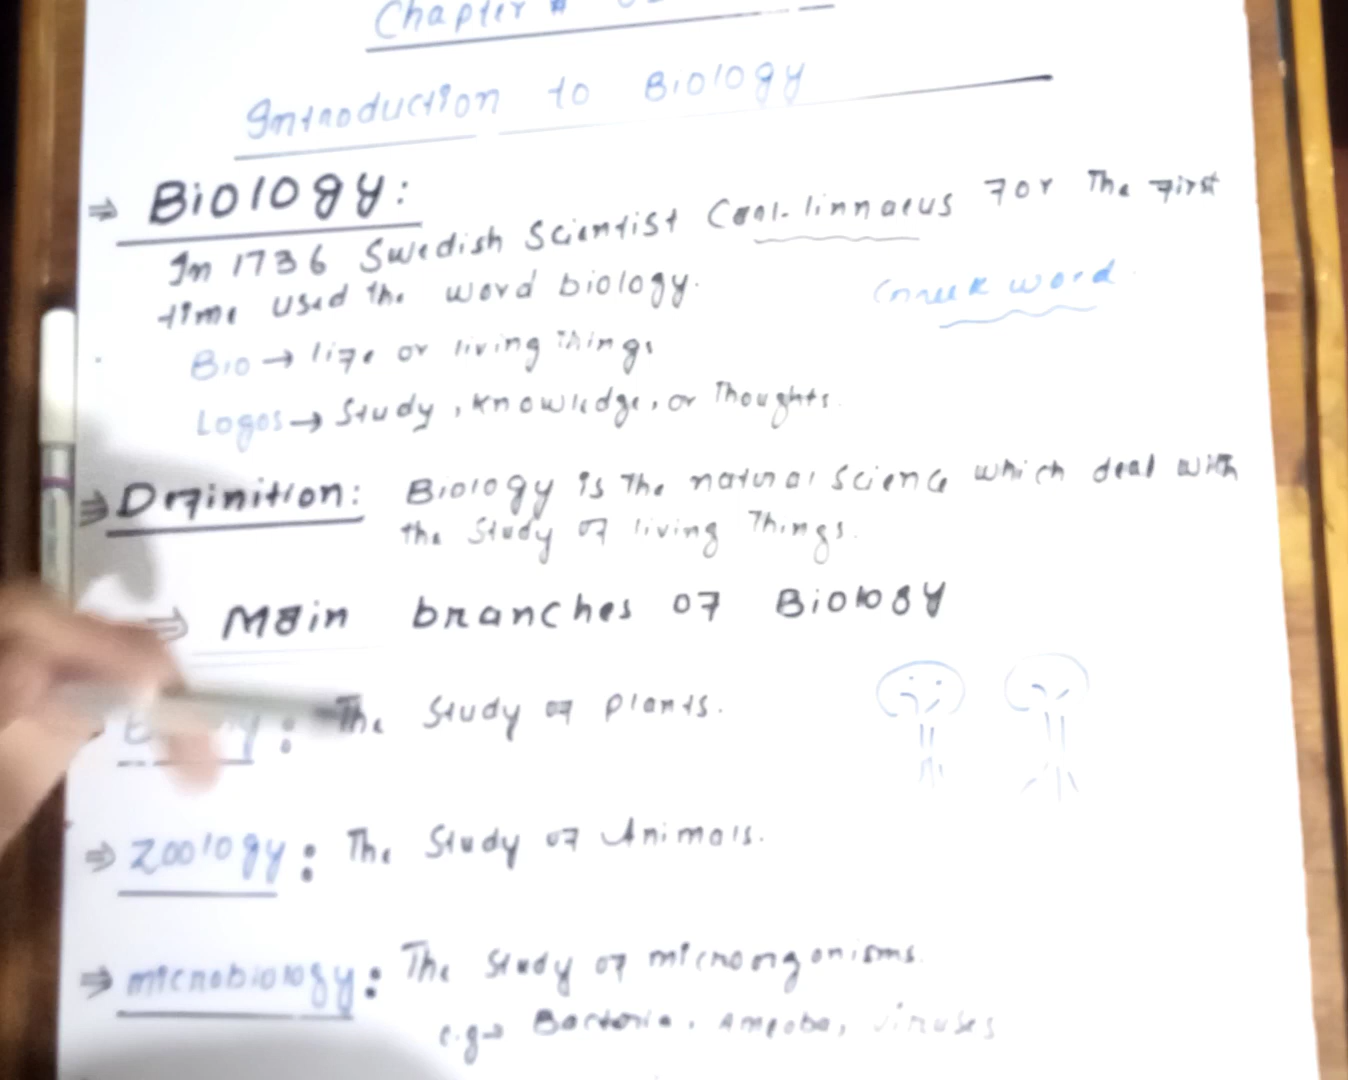 Chapter #
Introduction to Biology
⇒ Biology:
In 1736 Swedish Scientist Carl-linnaeus For The First
time used the word biology.
Greek word
Bio → life or living Things
Logos → Study, Knowledge, or Thoughts.
⇒ Definition: Biology is The natural Science which deal with
the Study of living Things.
⇒ Main branches of Biology
: The Study of Plants.
⇒ Zoology: The Study of Animals.
⇒ microbiology: The Study of microorganisms.
e.g→ Bacteria, Amoeba, Viruses